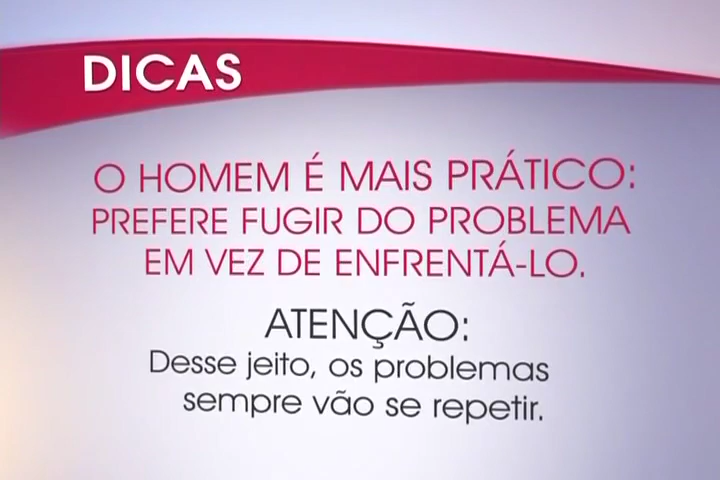 DICAS
O HOMEM É MAIS PRÁTICO:
PREFERE FUGIR DO PROBLEMA
EM VEZ DE ENFRENTÁ-LO.
ATENÇÃO:
Desse jeito, os problemas
sempre vão se repetir.